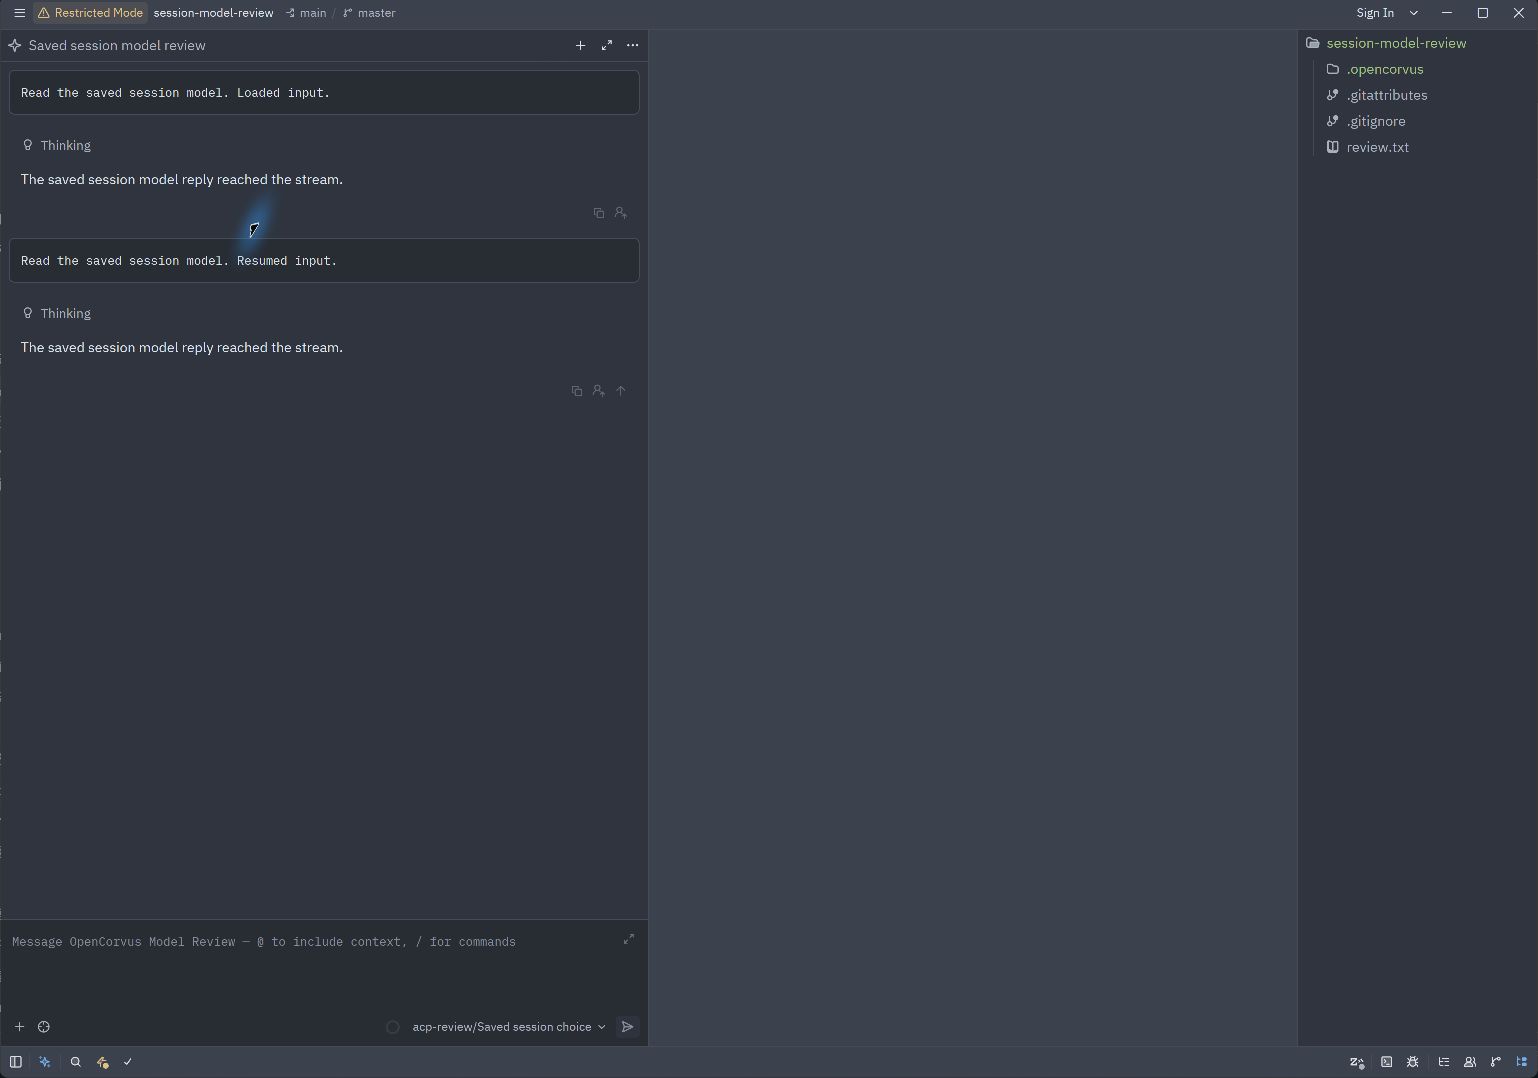 Restricted Mode session-model-review main / master Sign In
Saved session model review
Read the saved session model. Loaded input.
Thinking
The saved session model reply reached the stream.
Read the saved session model. Resumed input.
Thinking
The saved session model reply reached the stream.
Message OpenCorvus Model Review — @ to include context, / for commands
acp-review/Saved session choice
session-model-review
.opencorvus
.gitattributes
.gitignore
review.txt